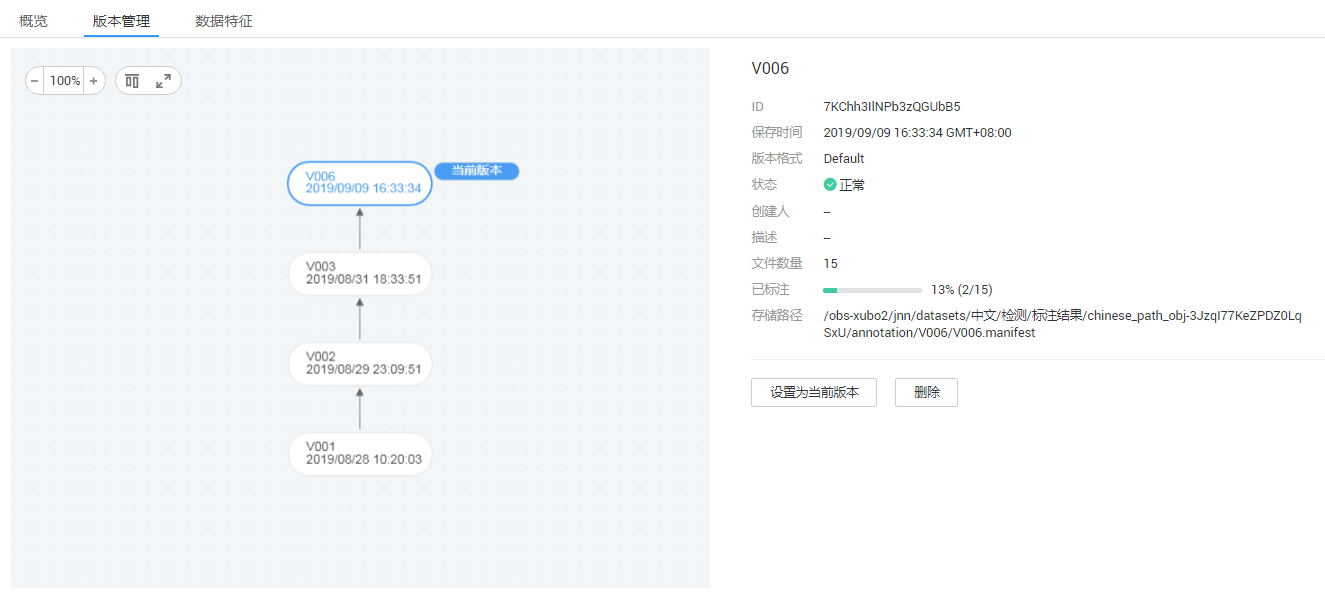 概览 版本管理 数据特征
− 100% +
V006
2019/09/09 16:33:34
当前版本
V003
2019/08/31 18:33:51
V002
2019/08/29 23:09:51
V001
2019/08/28 10:20:03
V006
ID 7KChh3IlNPb3zQGUbB5
保存时间 2019/09/09 16:33:34 GMT+08:00
版本格式 Default
状态 正常
创建人 --
描述 --
文件数量 15
已标注 13% (2/15)
存储路径 /obs-xubo2/jnn/datasets/中文/检测/标注结果/chinese_path_obj-3JzqI77KeZPDZ0Lq
SxU/annotation/V006/V006.manifest
设置为当前版本 删除